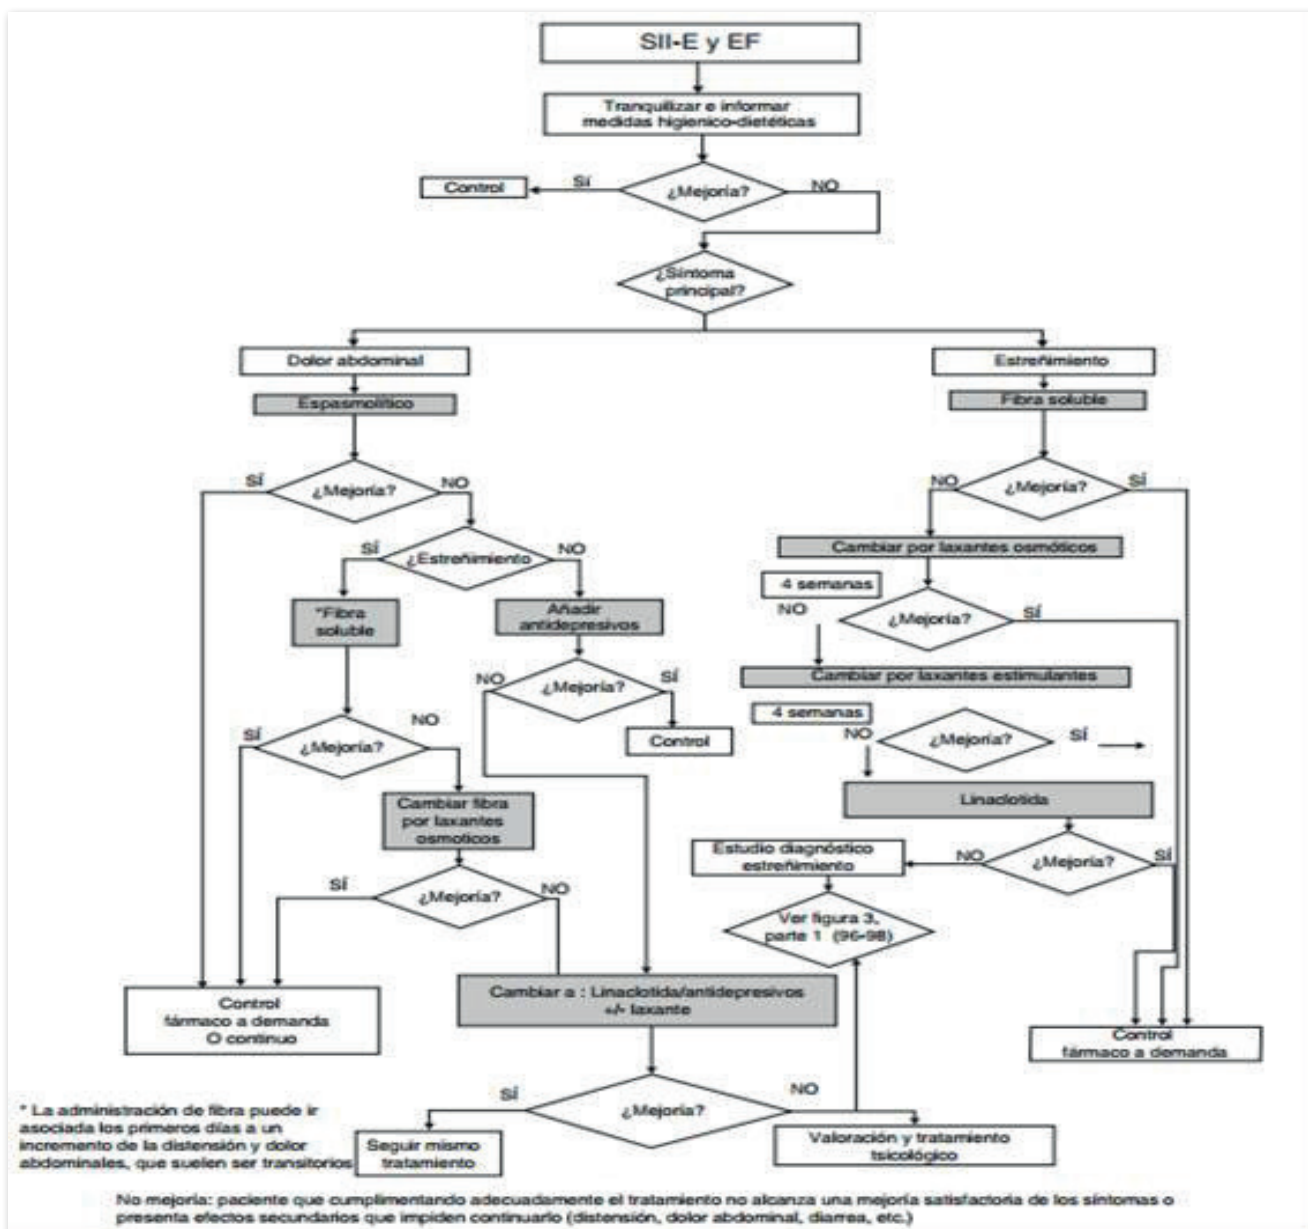 SII-E y EF
Tranquilizar e informar
medidas higienico-dietéticas
Control
SÍ
¿Mejoría?
NO
¿Síntoma
principal?
Dolor abdominal
Espasmolítico
SÍ
¿Mejoría?
NO
SÍ
¿Estreñimiento
NO
*Fibra
soluble
Añadir
antidepresivos
NO
¿Mejoría?
SÍ
Control
SÍ
¿Mejoría?
NO
Cambiar fibra
por laxantes
osmoticos
SÍ
¿Mejoría?
NO
Control
fármaco a demanda
O continuo
Cambiar a : Linaclotida/antidepresivos
+/- laxante
SÍ
¿Mejoría?
NO
Seguir mismo
tratamiento
Valoración y tratamiento
tsicológico
Estreñimiento
Fibra soluble
NO
¿Mejoría?
SÍ
Cambiar por laxantes osmóticos
4 semanas
NO
¿Mejoría?
SÍ
Cambiar por laxantes estimulantes
4 semanas
NO
¿Mejoría?
SÍ
Linaclotida
Estudio diagnóstico
estreñimiento
NO
¿Mejoría?
SÍ
Ver figura 3,
parte 1 (96-98)
Control
fármaco a demanda
* La administración de fibra puede ir
asociada los primeros días a un
incremento de la distensión y dolor
abdominales, que suelen ser transitorios
No mejoría: paciente que cumplimentando adecuadamente el tratamiento no alcanza una mejoría satisfactoria de los síntomas o
presenta efectos secundarios que impiden continuarlo (distensión, dolor abdominal, diarrea, etc.)